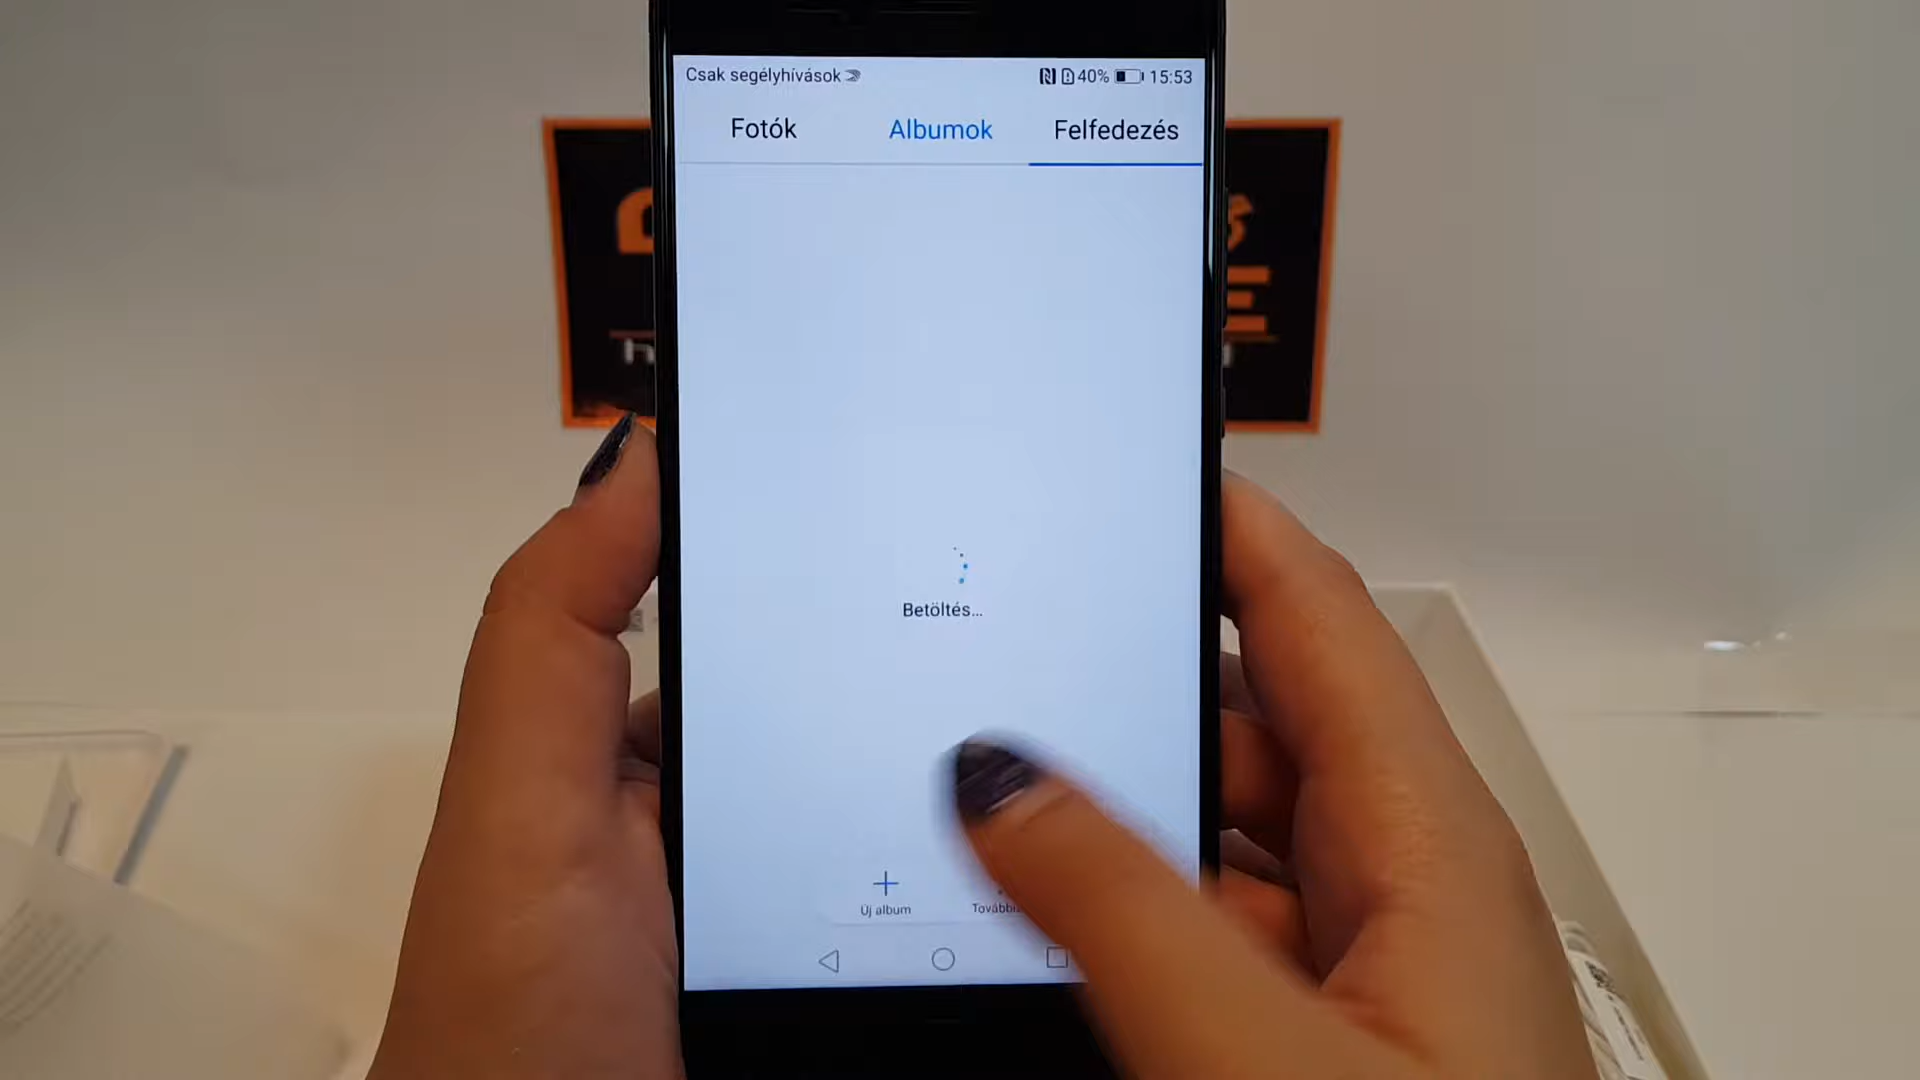 Csak segélyhívások
40% 15:53
Fotók
Albumok
Felfedezés
Betöltés...
Új album